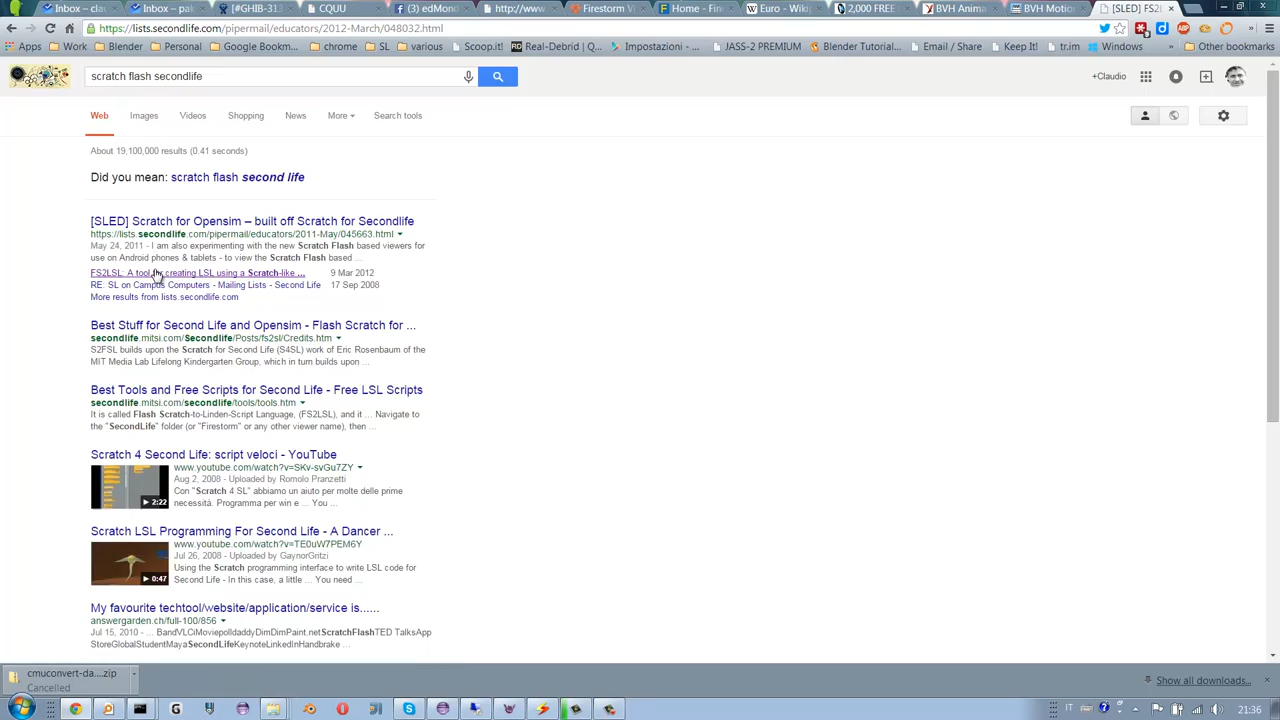 Inbox – claud
Inbox – pak
[#GHIB-313
CQUU
(3) edMond
http://www
Firestorm V
Home - Fire
Euro - Wikip
2,000 FREE
BVH Anima
BVH Motion
[SLED] FS2L
https://lists.secondlife.com/pipermail/educators/2012-March/048032.html
Apps
Work
Blender
Personal
Google Bookm...
chrome
SL
various
Scoop.it!
Real-Debrid | Q...
Impostazioni - ...
JASS-2 PREMIUM
Blender Tutorial...
Email / Share
Keep It!
tr.im
Windows
»
Other bookmarks
scratch flash secondlife
+Claudio
Web
Images
Videos
Shopping
News
More
Search tools
About 19,100,000 results (0.41 seconds)
Did you mean: scratch flash second life
[SLED] Scratch for Opensim – built off Scratch for Secondlife
https://lists.secondlife.com/pipermail/educators/2011-May/045663.html
May 24, 2011 - I am also experimenting with the new Scratch Flash based viewers for
use on Android phones & tablets - to view the Scratch Flash based ...
FS2LSL: A tool for creating LSL using a Scratch-like ...
9 Mar 2012
RE: SL on Campus Computers - Mailing Lists - Second Life
17 Sep 2008
More results from lists.secondlife.com
Best Stuff for Second Life and Opensim - Flash Scratch for ...
secondlife.mitsi.com/Secondlife/Posts/fs2sl/Credits.htm
S2FSL builds upon the Scratch for Second Life (S4SL) work of Eric Rosenbaum of the
MIT Media Lab Lifelong Kindergarten Group, which in turn builds upon ...
Best Tools and Free Scripts for Second Life - Free LSL Scripts
secondlife.mitsi.com/secondlife/tools/tools.htm
It is called Flash Scratch-to-Linden-Script Language, (FS2LSL), and it ... Navigate to
the "SecondLife" folder (or "Firestorm" or any other viewer name), then ...
Scratch 4 Second Life: script veloci - YouTube
www.youtube.com/watch?v=SKv-svGu7ZY
Aug 2, 2008 - Uploaded by Romolo Pranzetti
Con "Scratch 4 SL" abbiamo un aiuto per molte delle prime
necessitá. Programma per win e ... You ...
2:22
Scratch LSL Programming For Second Life - A Dancer ...
www.youtube.com/watch?v=TE0uW7PEM6Y
Jul 26, 2008 - Uploaded by GaynorGritzi
Using the Scratch programming interface to write LSL code for
Second Life - In this case, a little ... You need ...
0:47
My favourite techtool/website/application/service is......
answergarden.ch/full-100/856
Jul 15, 2010 - ... BandVLCiMoviepolldaddyDimDimPaint.netScratchFlashTED TalksApp
StoreGlobalStudentMayaSecondLifeKeynoteLinkedInHandbrake ...
cmuconvert-da....zip
Cancelled
Show all downloads...
IT
21:36